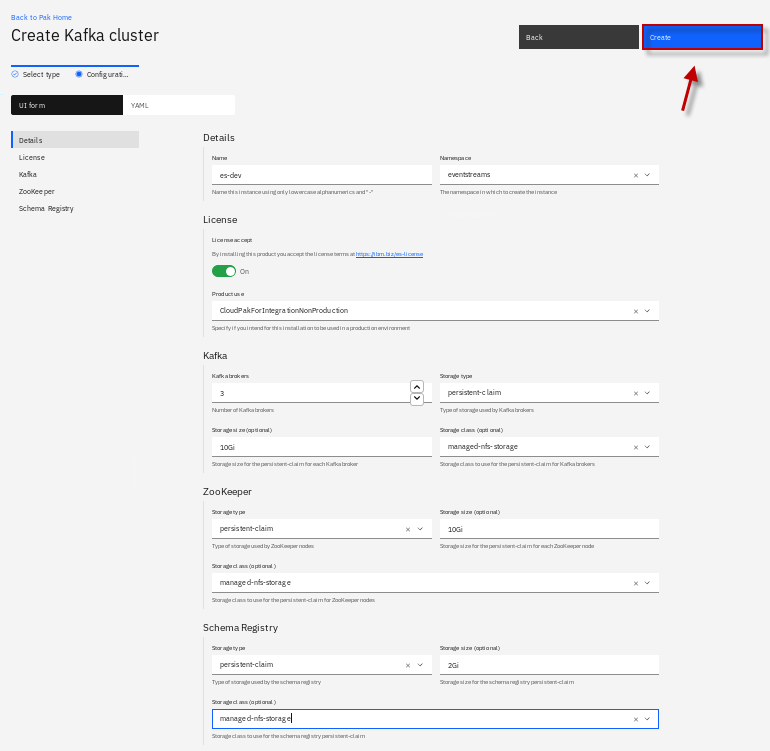 Back to Pak Home
Create Kafka cluster
Back
Create
Select type
Configurati...
UI form
YAML
Details
License
Kafka
ZooKeeper
Schema Registry
Details
Name
Namespace
es-dev
eventstreams
Name this instance using only lowercase alphanumerics and "-"
The namespace in which to create the instance
License
License accept
By installing this product you accept the license terms at https://ibm.biz/es-license
On
Product use
CloudPakForIntegrationNonProduction
Specify if you intend for this installation to be used in a production environment
Kafka
Kafka brokers
Storage type
3
persistent-claim
Number of Kafka brokers
Type of storage used by Kafka brokers
Storage size (optional)
Storage class (optional)
10Gi
managed-nfs-storage
Storage size for the persistent-claim for each Kafka broker
Storage class to use for the persistent-claim for Kafka brokers
ZooKeeper
Storage type
Storage size (optional)
persistent-claim
10Gi
Type of storage used by ZooKeeper nodes
Storage size for the persistent-claim for each ZooKeeper node
Storage class (optional)
managed-nfs-storage
Storage class to use for the persistent-claim for ZooKeeper nodes
Schema Registry
Storage type
Storage size (optional)
persistent-claim
2Gi
Type of storage used by the schema registry
Storage size for the schema registry persistent-claim
Storage class (optional)
managed-nfs-storage
Storage class to use for the schema registry persistent-claim